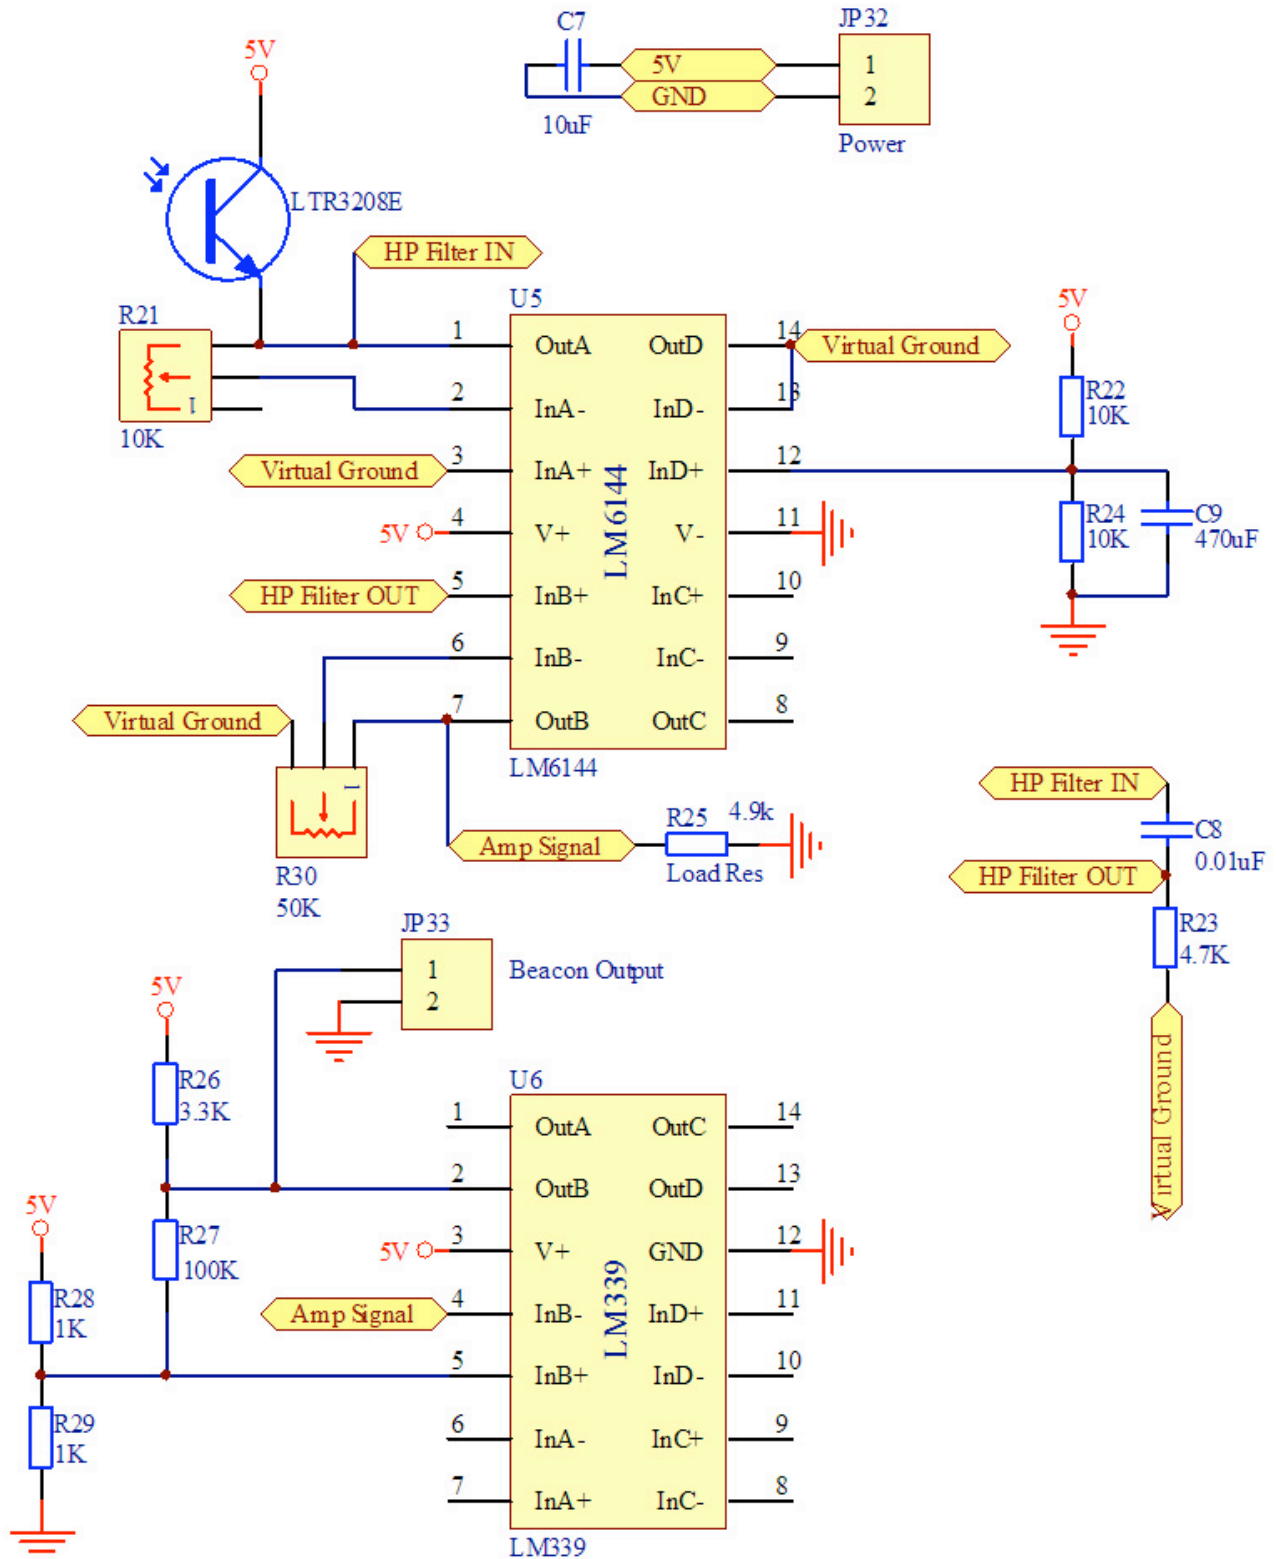 C7
JP32
5V
5V
1
GND
2
10uF
Power
LTR3208E
HP Filter IN
R21
U5
5V
1
OutA
OutD
14
Virtual Ground
1
2
InA-
InD-
13
R22
10K
10K
Virtual Ground
3
InA+
InD+
12
LM6144
5V
4
V+
V-
11
R24
10K
C9
470uF
HP Filiter OUT
5
InB+
InC+
10
6
InB-
InC-
9
Virtual Ground
7
OutB
OutC
8
LM6144
1
HP Filter IN
R25
4.9k
C8
0.01uF
Amp Signal
Load Res
HP Filiter OUT
R30
50K
R23
4.7K
JP33
1
Beacon Output
2
5V
Virtual Ground
R26
3.3K
U6
1
OutA
OutC
14
2
OutB
OutD
13
5V
R27
100K
5V
3
V+
GND
12
LM339
R28
1K
Amp Signal
4
InB-
InD+
11
5
InB+
InD-
10
R29
1K
6
InA-
InC+
9
7
InA+
InC-
8
LM339